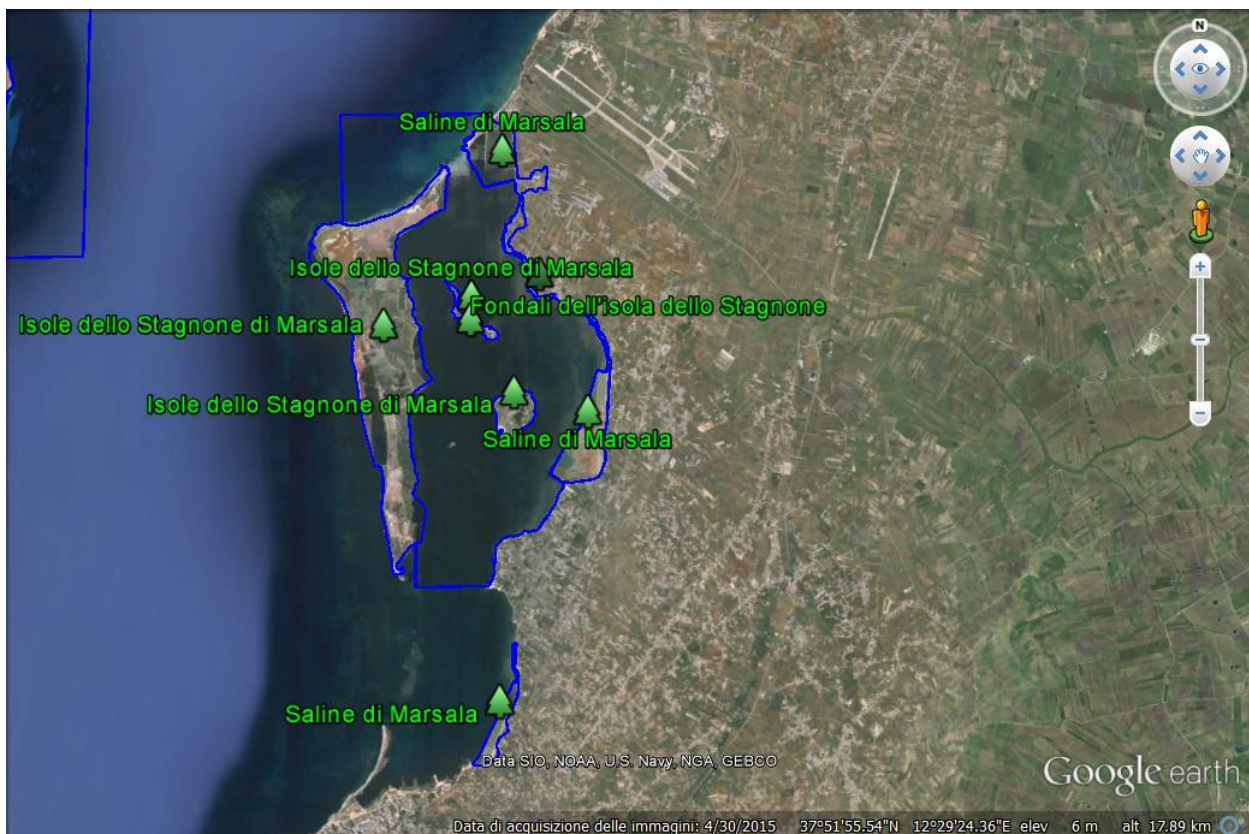 N
Saline di Marsala
Isole dello Stagnone di Marsala
Fondali dell'isola dello Stagnone
Isole dello Stagnone di Marsala
Isole dello Stagnone di Marsala
Saline di Marsala
Saline di Marsala
Data SIO, NOAA, U.S. Navy, NGA, GEBCO
Google earth
Data di acquisizione delle immagini: 4/30/2015 37°51'55.54"N 12°29'24.36"E elev 6 m alt 17.89 km